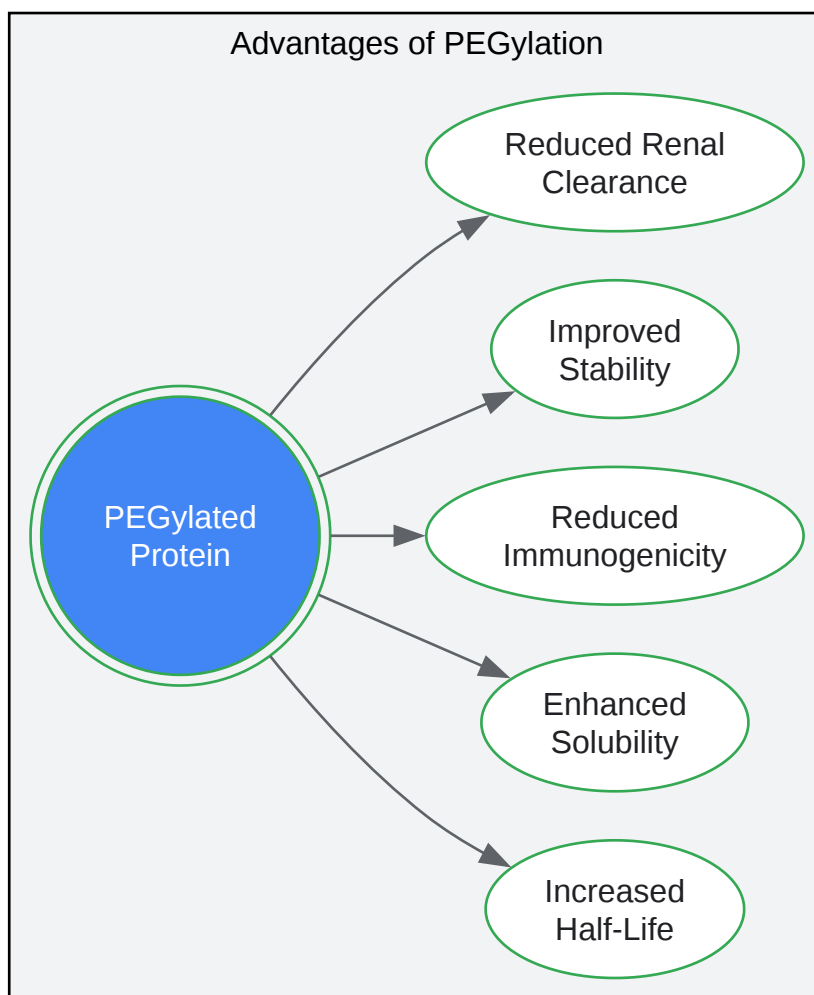 Advantages of PEGylation
Reduced Renal
Clearance
Improved
Stability
PEGylated
Protein
Reduced
Immunogenicity
Enhanced
Solubility
Increased
Half-Life